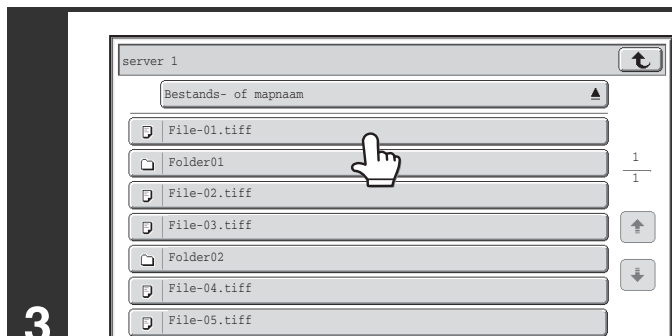 server 1
Bestands- of mapnaam
File-01.tiff
Folder01
1
1
File-02.tiff
File-03.tiff
Folder02
File-04.tiff
File-05.tiff
3